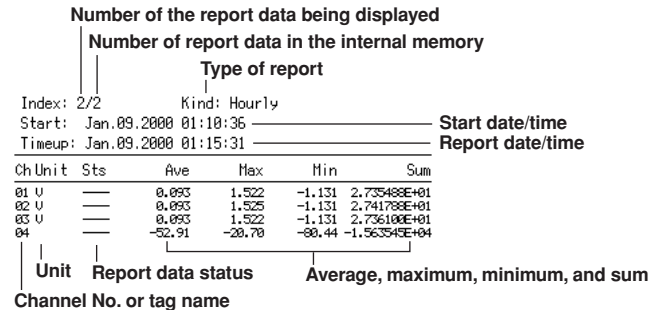 Number of the report data being displayed
Number of report data in the internal memory
Type of report
Index: 2/2 Kind: Hourly
Start: Jan.09.2000 01:10:36 Start date/time
Timeup: Jan.09.2000 01:15:31 Report date/time
Ch Unit Sts Ave Max Min Sum
01 V --- 0.093 1.522 -1.131 2.735488E+01
02 V --- 0.093 1.525 -1.131 2.741788E+01
03 V --- 0.093 1.522 -1.131 2.736100E+01
04 --- -52.91 -20.70 -80.44 -1.563545E+04
Unit Report data status Average, maximum, minimum, and sum
Channel No. or tag name